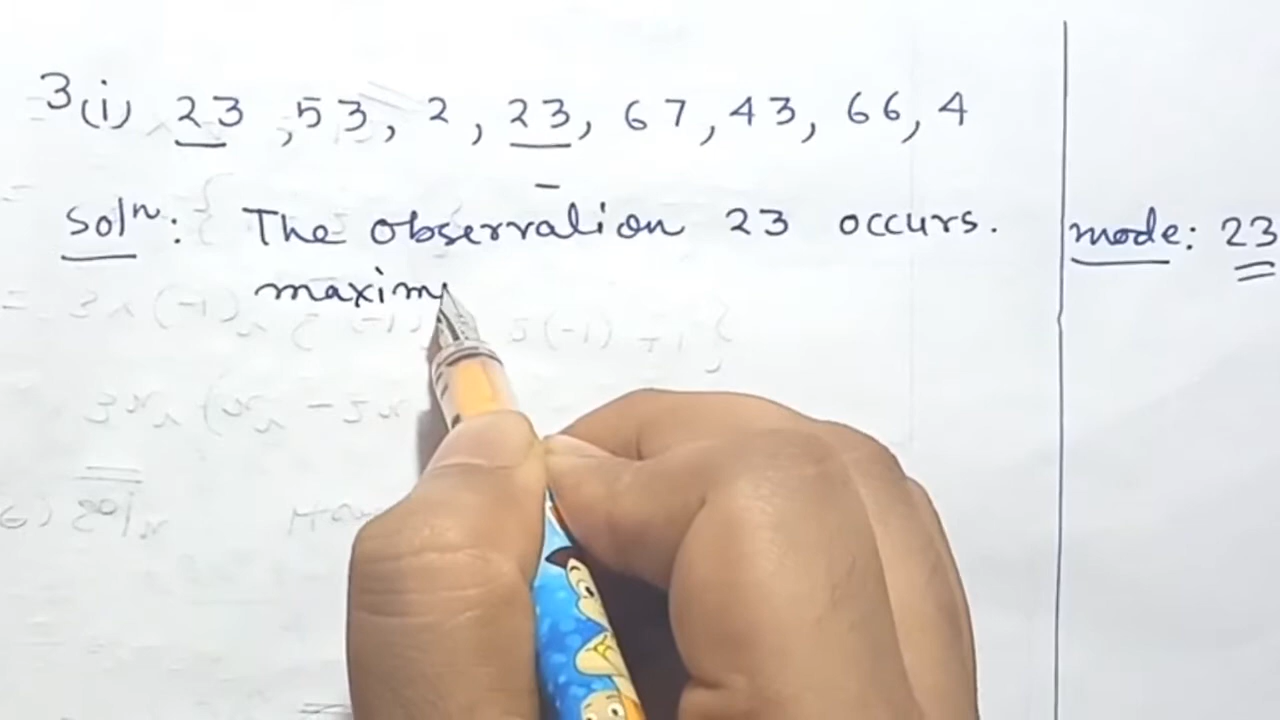 3(i) 23, 53, 2, 23, 67, 43, 66, 4
Solⁿ: The observation 23 occurs.
maxim
mode: 23